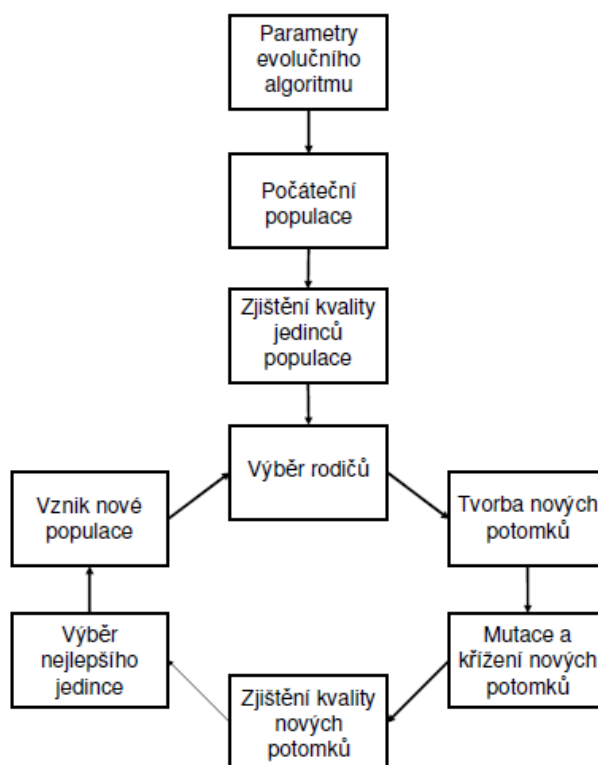 Parametry
evolučního
algoritmu
Počáteční
populace
Zjištění kvality
jedinců
populace
Výběr rodičů
Vznik nové
populace
Tvorba nových
potomků
Výběr
nejlepšího
jedince
Mutace a
křížení nových
potomků
Zjištění kvality
nových
potomků